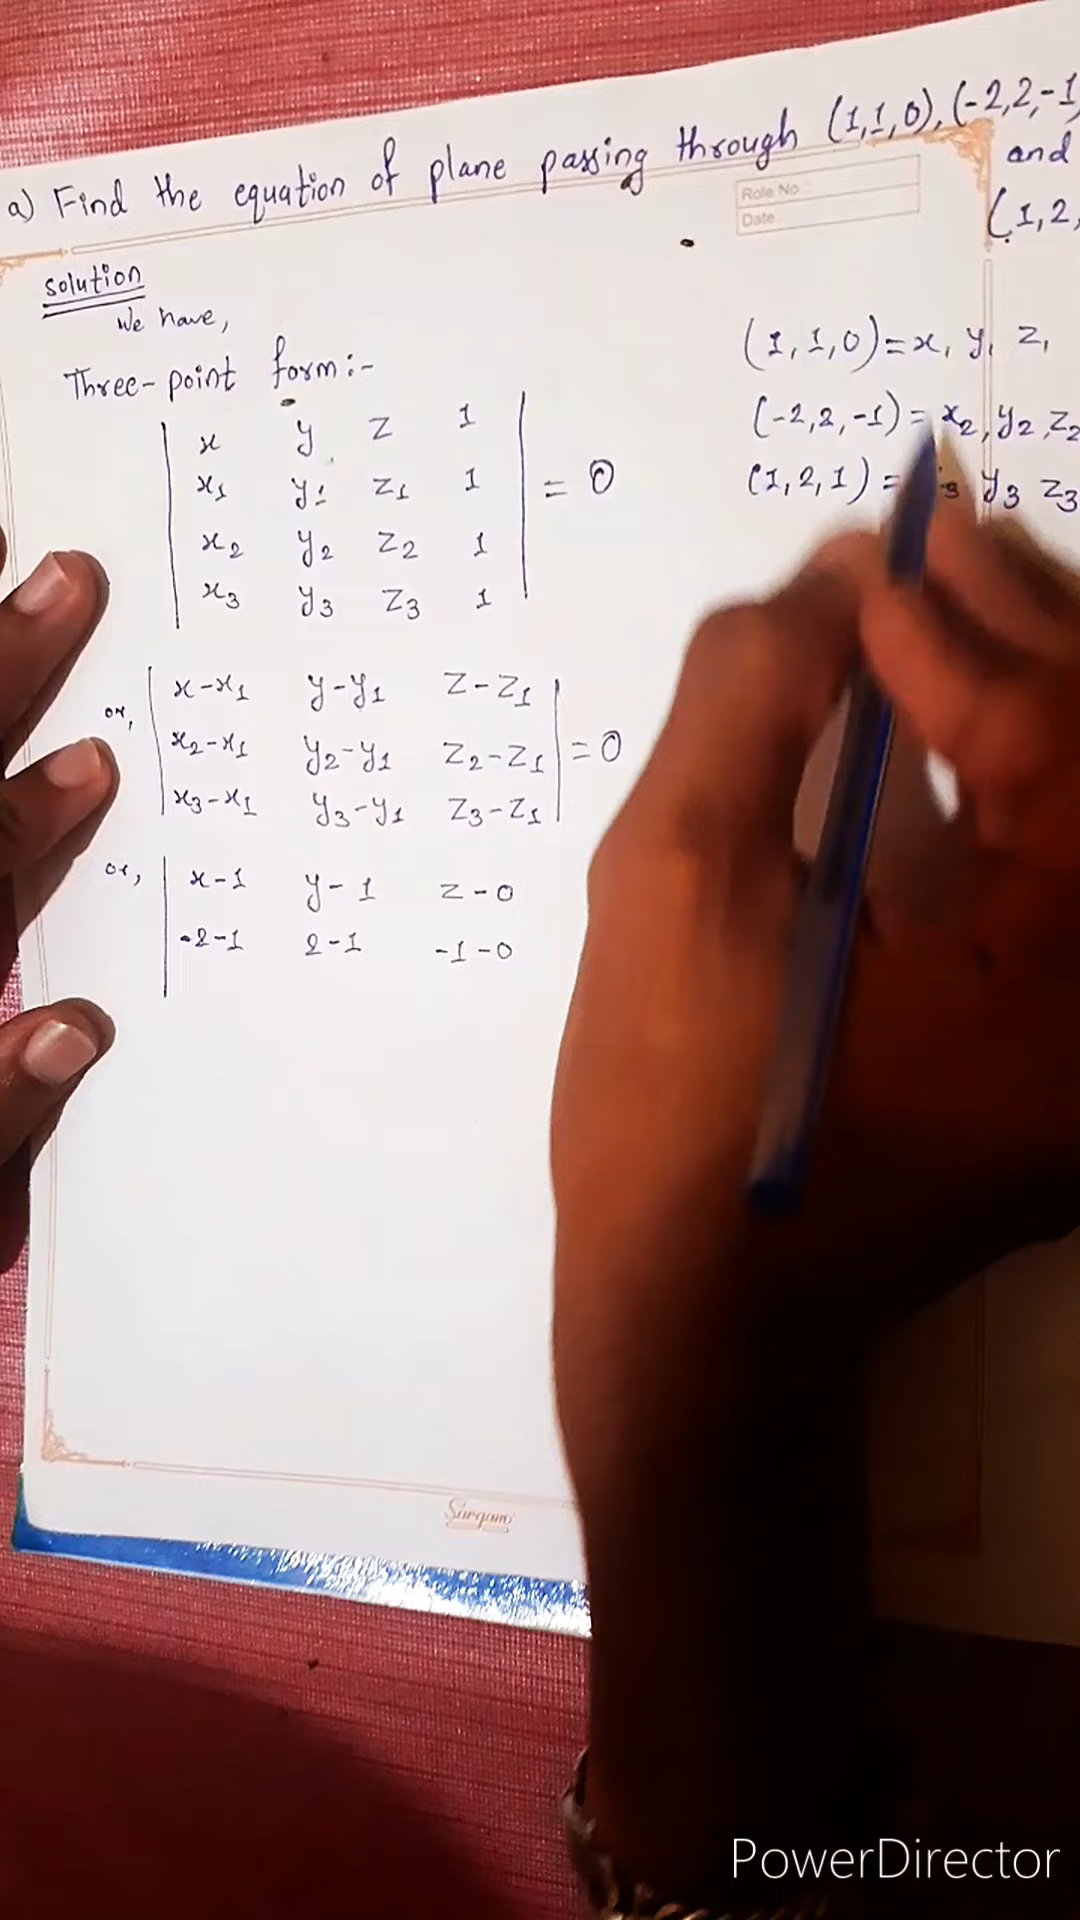 a) Find the equation of plane passing through (1,1,0), (-2,2,-1)
and
(1,2,
Role No
Date
solution
We have,
Three-point form:-
x y z 1
x1 y1 z1 1
x2 y2 z2 1
x3 y3 z3 1
= 0
(1,1,0) = x, y, z,
(-2,2,-1) = x2, y2, z2
(1,2,1) = 3 y3 z3
or,
x-x1 y-y1 z-z1
x2-x1 y2-y1 z2-z1
x3-x1 y3-y1 z3-z1
= 0
or,
x-1 y-1 z-0
-2-1 2-1 -1-0
Sargam
PowerDirector